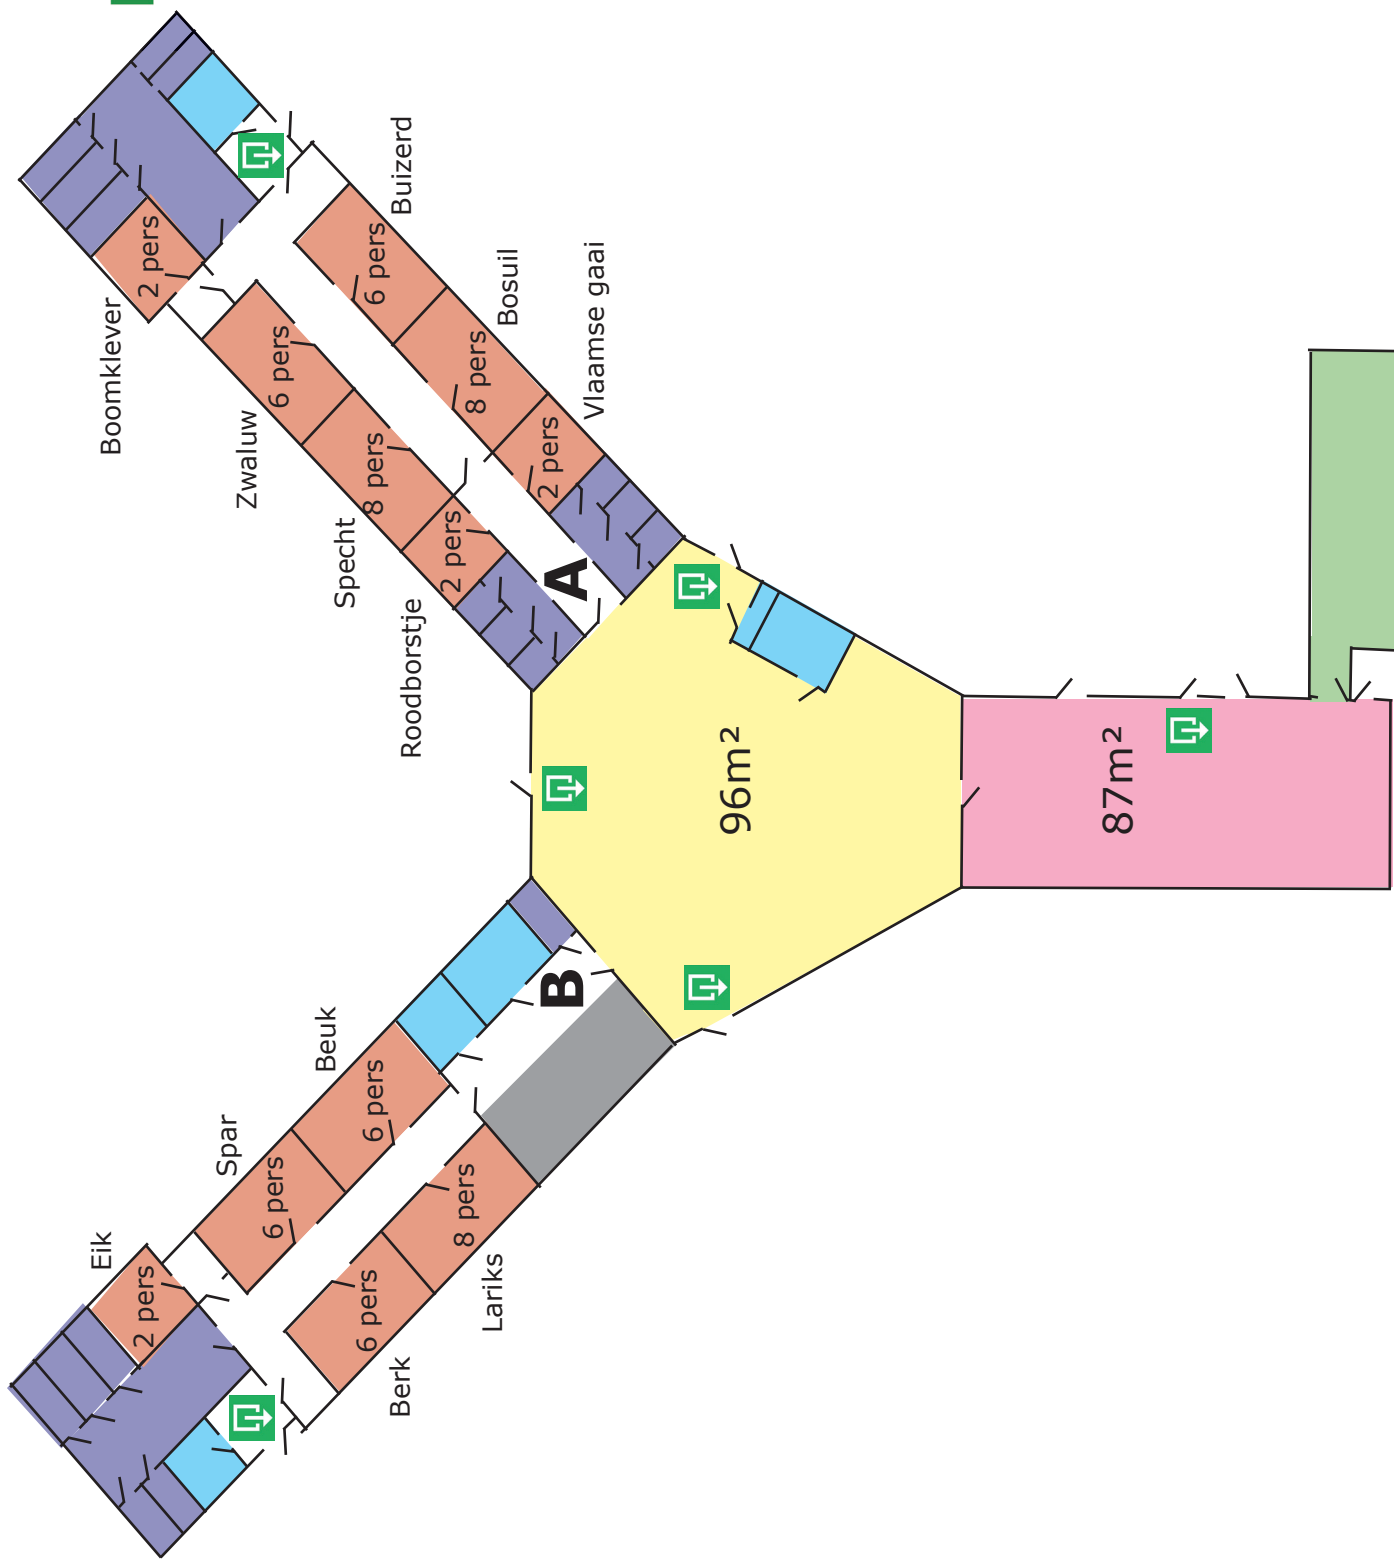 Boomklever
2 pers
Zwaluw
6 pers
Specht
8 pers
Roodborstje
2 pers
Buizerd
6 pers
Bosuil
8 pers
Vlaamse gaai
2 pers
A
96m²
87m²
B
Beuk
6 pers
Spar
6 pers
Eik
2 pers
Lariks
8 pers
Berk
6 pers